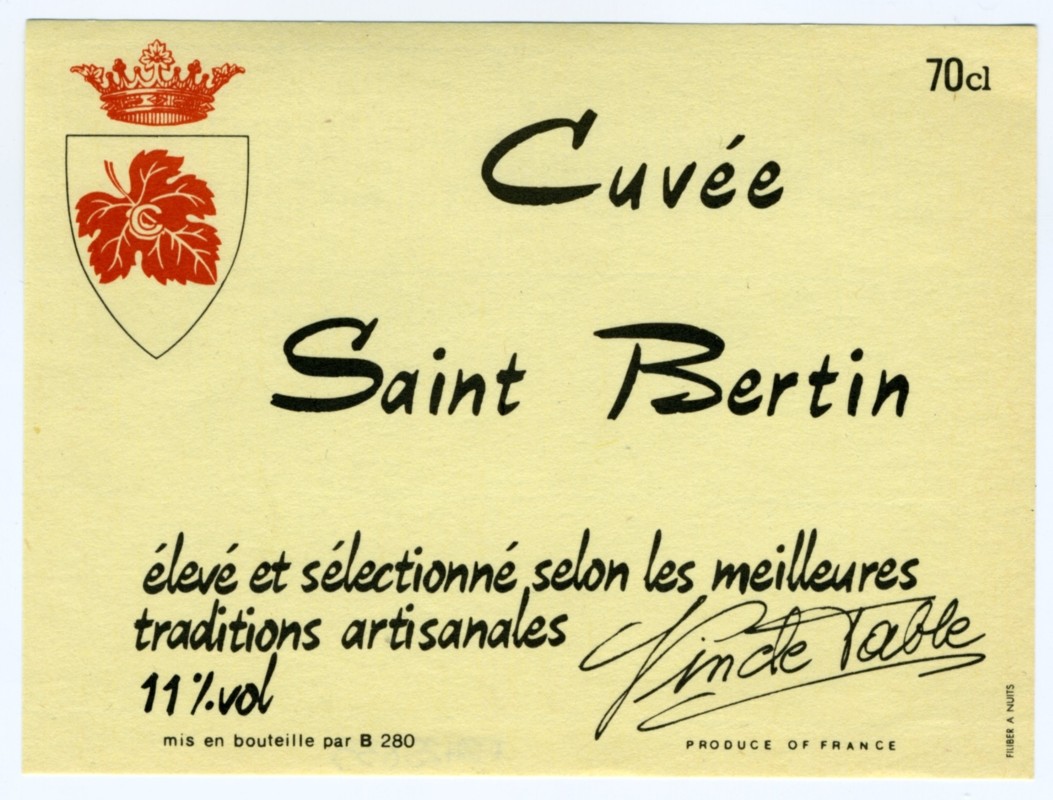 70cl
Cuvée
Saint Bertin
élevé et sélectionné selon les meilleures
traditions artisanales
Vin de Table
11%vol
mis en bouteille par B 280
PRODUCE OF FRANCE
FILIBER A NUITS
C